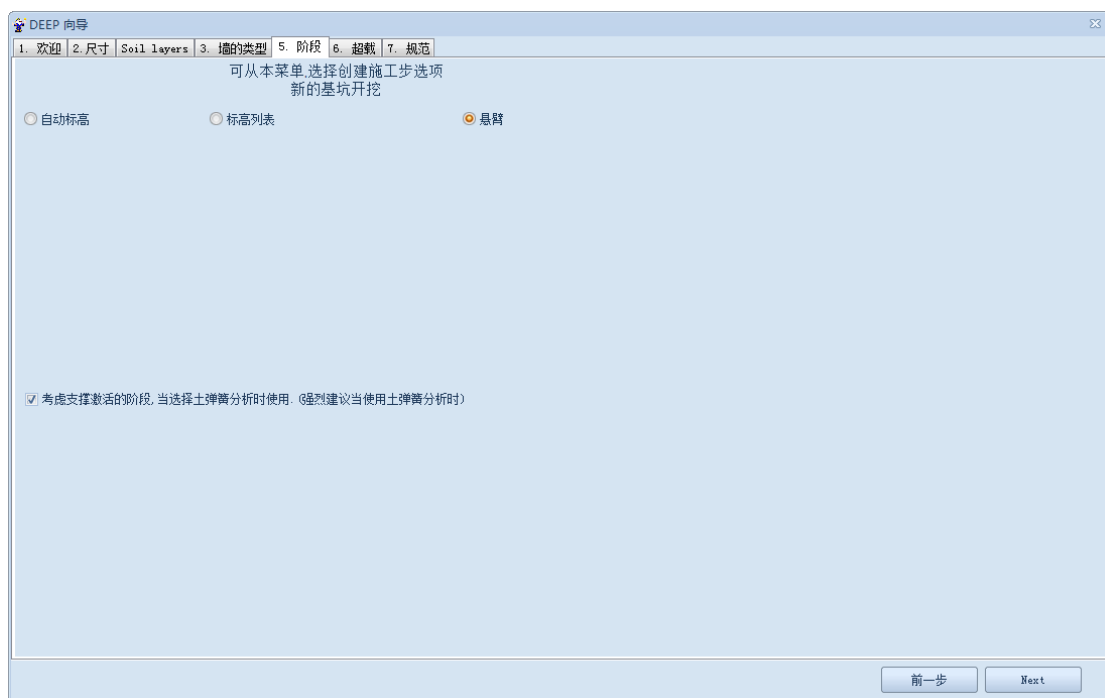 DEEP 向导
1. 欢迎 2.尺寸 Soil layers 3. 墙的类型 5. 阶段 6. 超载 7. 规范
可从本菜单,选择创建施工步选项
新的基坑开挖
自动标高 标高列表 悬臂
考虑支撑激活的阶段,当选择土弹簧分析时使用. (强烈建议当使用土弹簧分析时)
前一步 Next